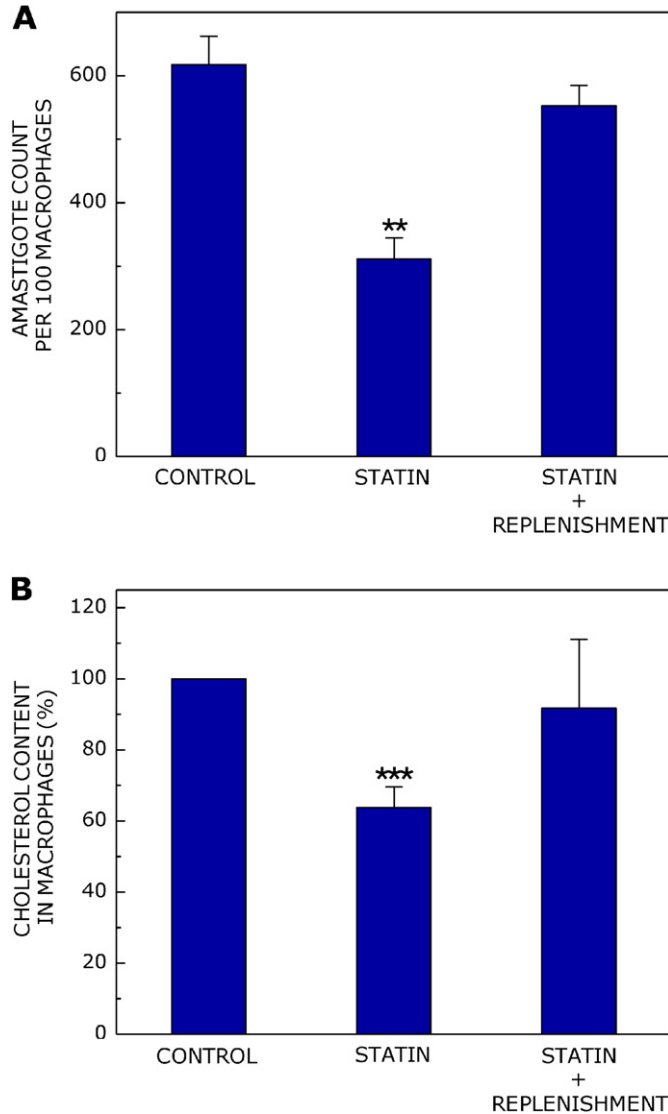 A
AMASTIGOTE COUNT
PER 100 MACROPHAGES
600
400
200
0
**
CONTROL
STATIN
STATIN
+
REPLENISHMENT
B
CHOLESTEROL CONTENT
IN MACROPHAGES (%)
120
100
80
60
40
20
0
***
CONTROL
STATIN
STATIN
+
REPLENISHMENT